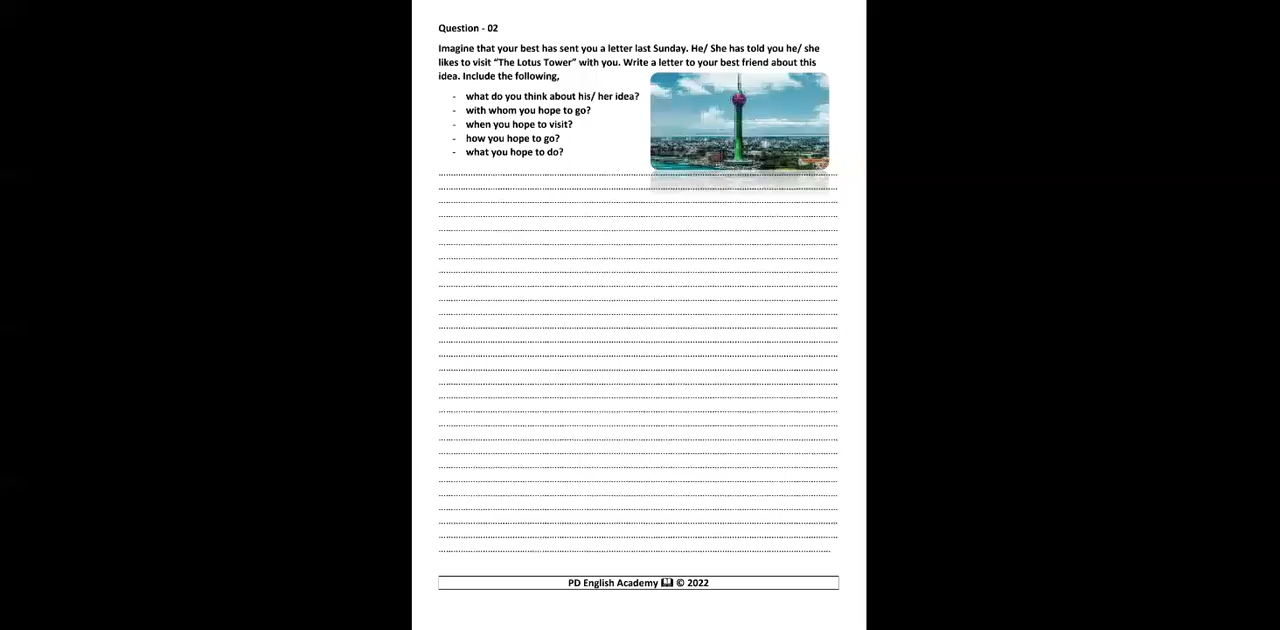 Question - 02
Imagine that your best has sent you a letter last Sunday. He/ She has told you he/ she
likes to visit “The Lotus Tower” with you. Write a letter to your best friend about this
idea. Include the following,
- what do you think about his/ her idea?
- with whom you hope to go?
- when you hope to visit?
- how you hope to go?
- what you hope to do?
PD English Academy 📖 © 2022